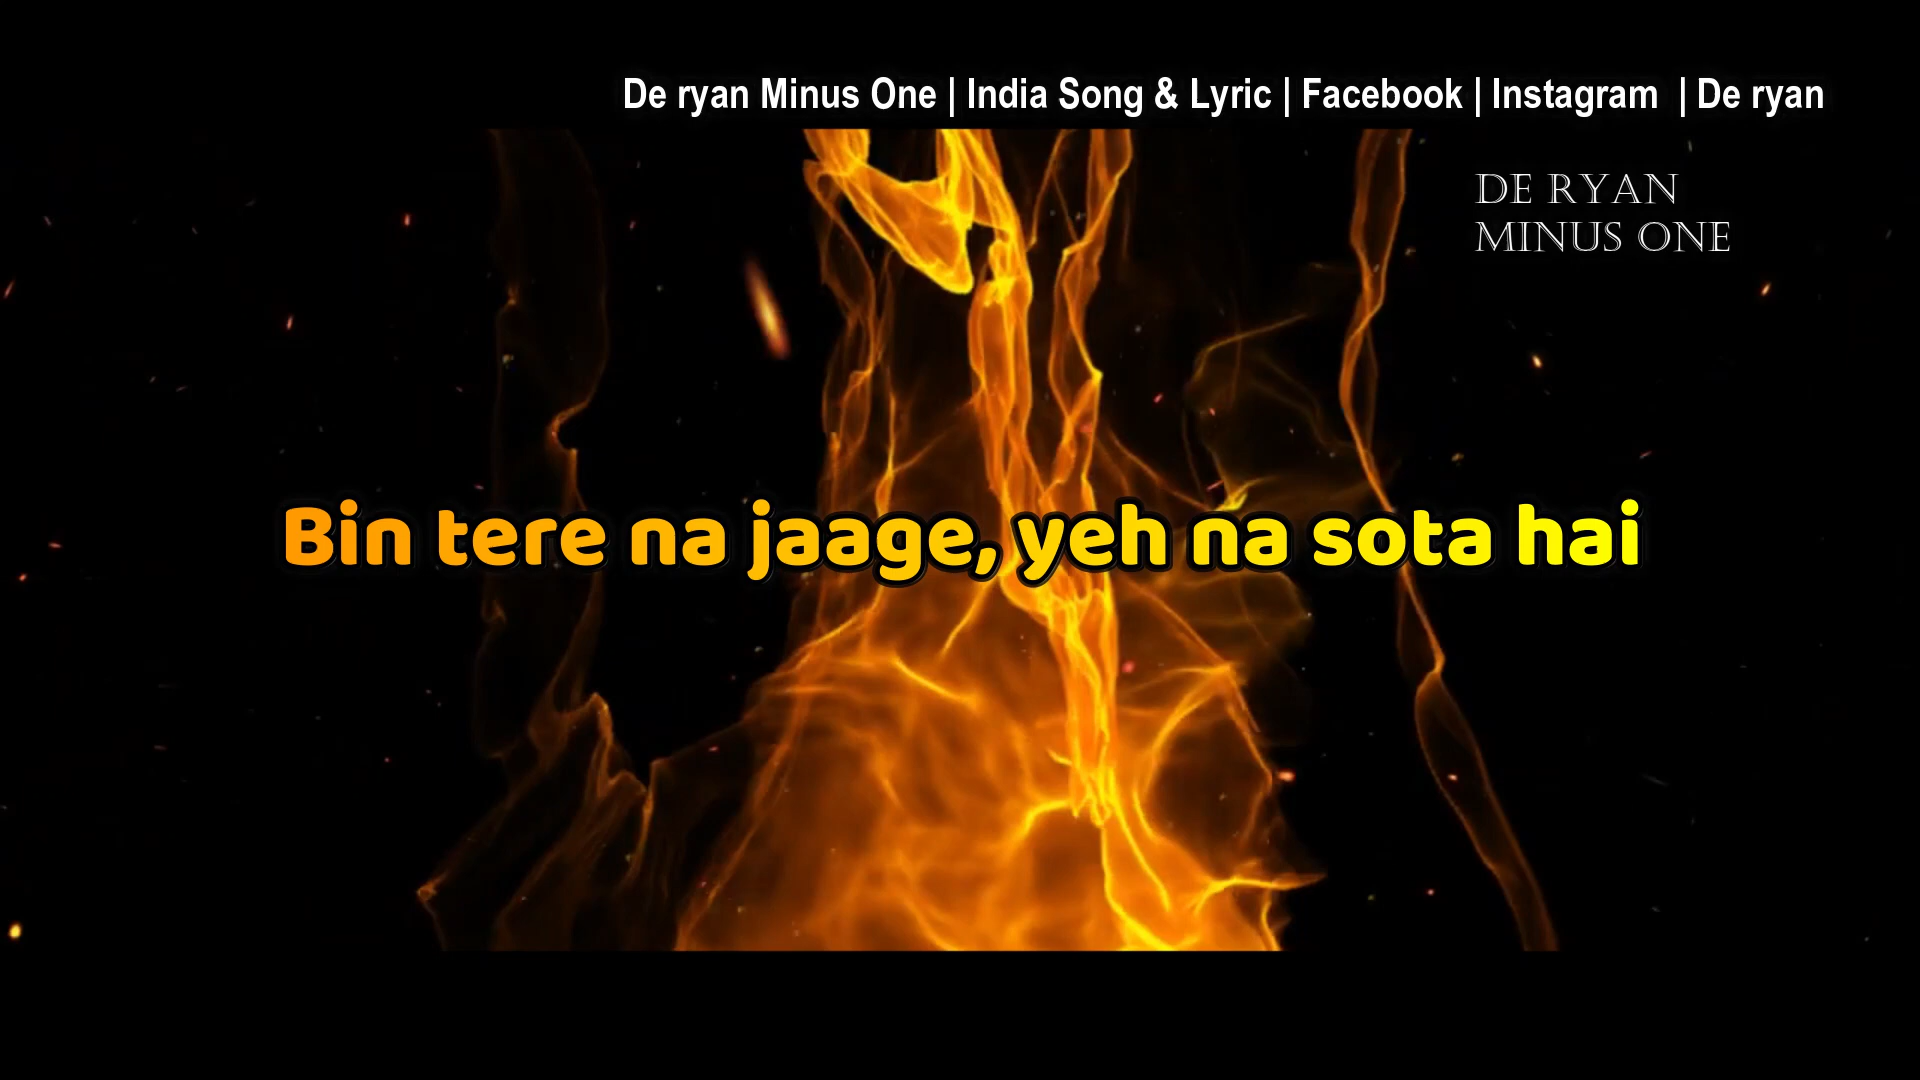 De ryan Minus One | India Song & Lyric | Facebook | Instagram | De ryan
DE RYAN
MINUS ONE
Bin tere na jaage, yeh na sota hai